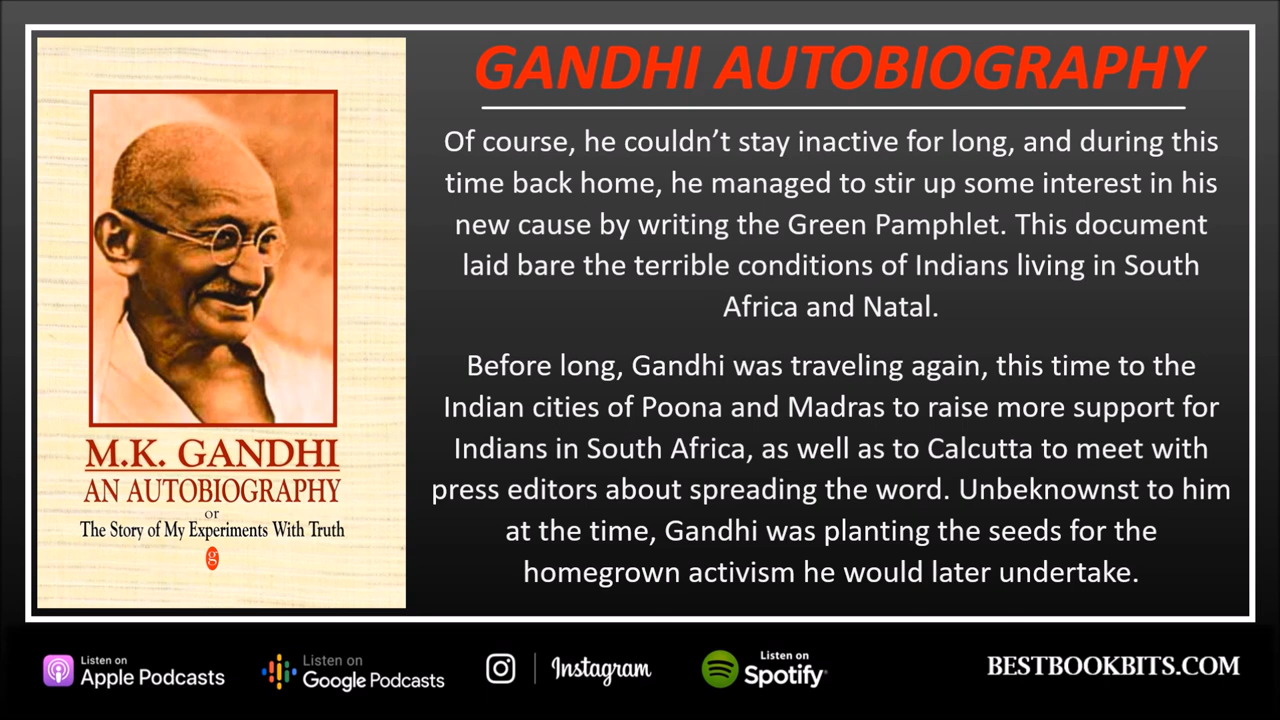 GANDHI AUTOBIOGRAPHY
Of course, he couldn’t stay inactive for long, and during this
time back home, he managed to stir up some interest in his
new cause by writing the Green Pamphlet. This document
laid bare the terrible conditions of Indians living in South
Africa and Natal.
Before long, Gandhi was traveling again, this time to the
Indian cities of Poona and Madras to raise more support for
Indians in South Africa, as well as to Calcutta to meet with
press editors about spreading the word. Unbeknownst to him
at the time, Gandhi was planting the seeds for the
homegrown activism he would later undertake.
M.K. GANDHI
AN AUTOBIOGRAPHY
or
The Story of My Experiments With Truth
g
Listen on
Apple Podcasts
Listen on
Google Podcasts
Instagram
Listen on
Spotify
BESTBOOKBITS.COM